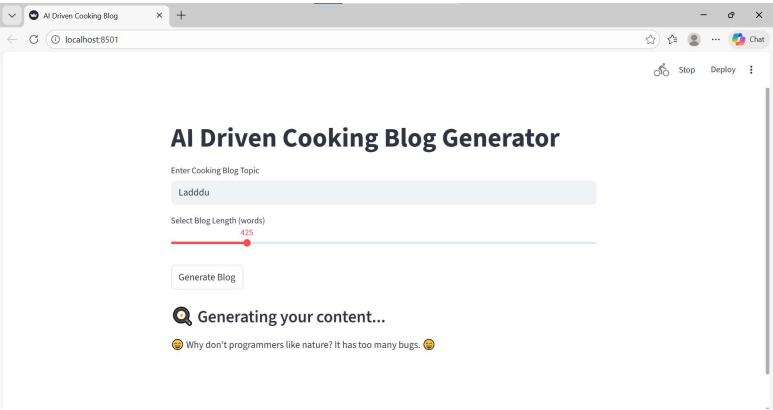 AI Driven Cooking Blog
localhost:8501
Chat
Stop
Deploy
AI Driven Cooking Blog Generator
Enter Cooking Blog Topic
Ladddu
Select Blog Length (words)
425
Generate Blog
Generating your content...
😄 Why don't programmers like nature? It has too many bugs. 😄